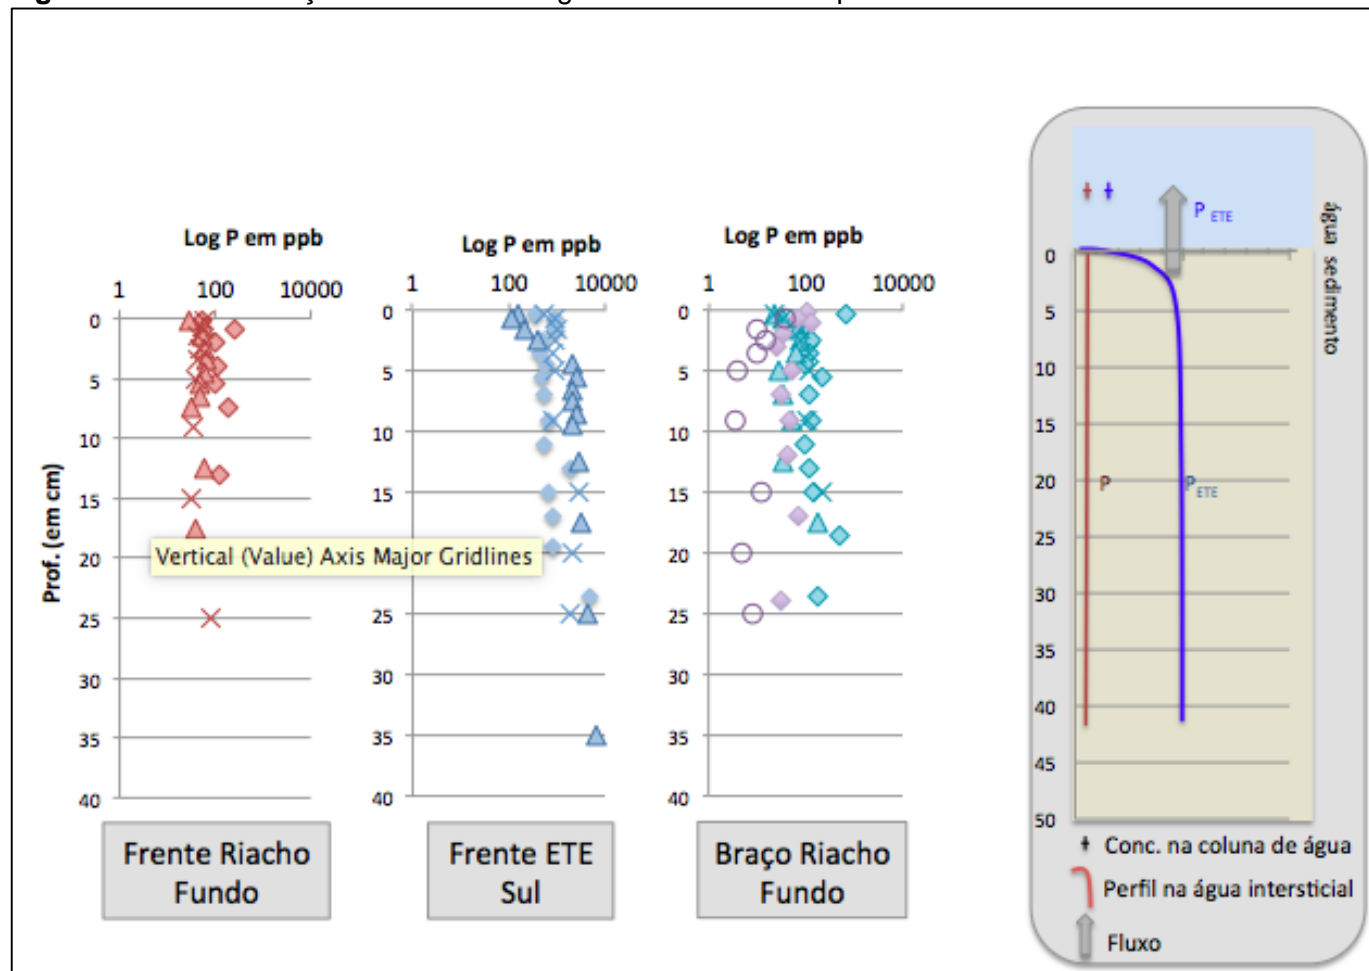 Log P em ppb
1 100 10000
0
5
10
15
20
25
30
35
40
Prof. (em cm)
Frente Riacho
Fundo
Log P em ppb
100 10000
0
5
10
15
20
25
30
35
40
Frente ETE
Sul
Log P em ppb
1 100 10000
0
5
10
15
20
25
30
35
40
Braço Riacho
Fundo
Vertical (Value) Axis Major Gridlines
P ETE
água sedimento
0
5
10
15
20
25
30
35
40
45
50
P
P ETE
Conc. na coluna de água
Perfil na água intersticial
Fluxo